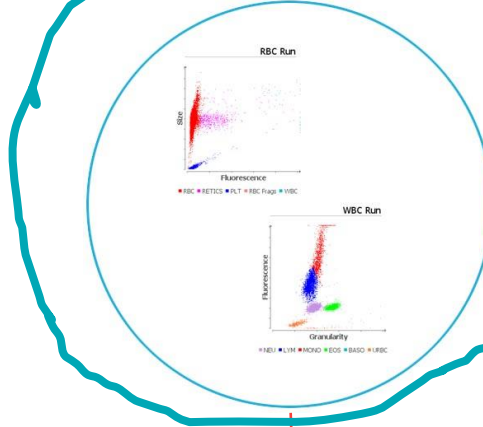 RBC Run
Size
Fluorescence
RBC RETICS PLT RBC Frags WBC
WBC Run
Fluorescence
Granularity
NEU LYM MONO EOS BASO URBC